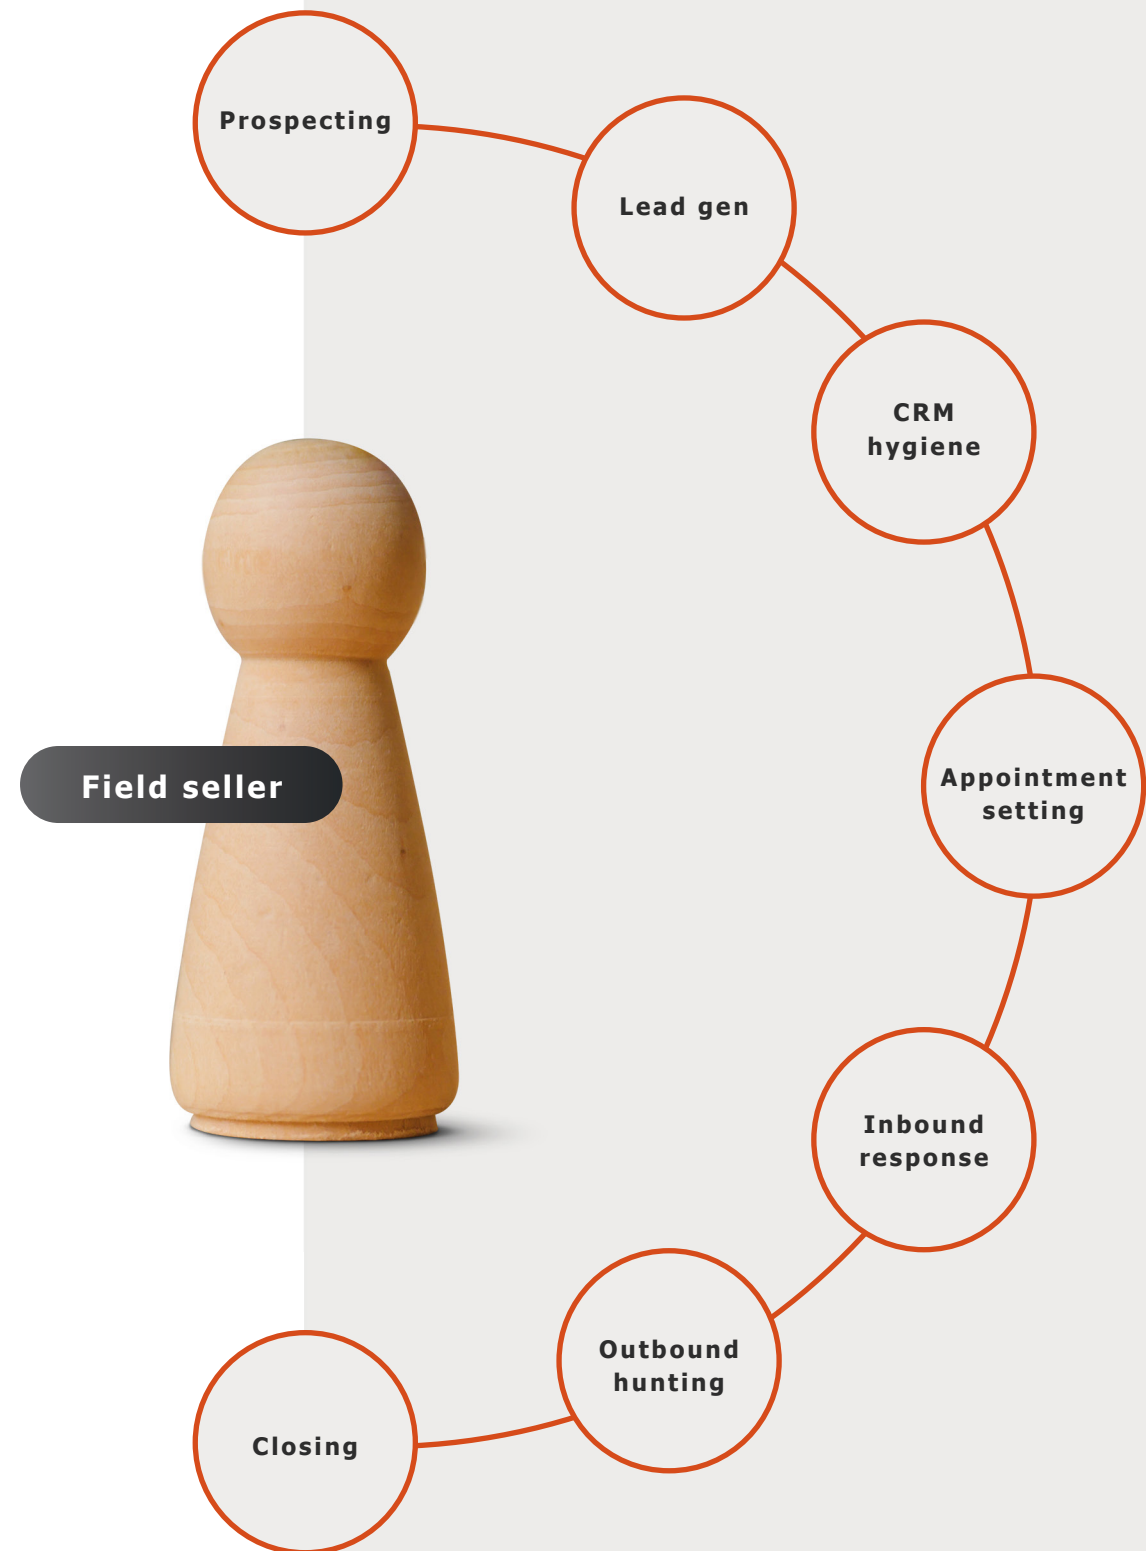 Prospecting
Lead gen
CRM
hygiene
Field seller
Appointment
setting
Inbound
response
Outbound
hunting
Closing